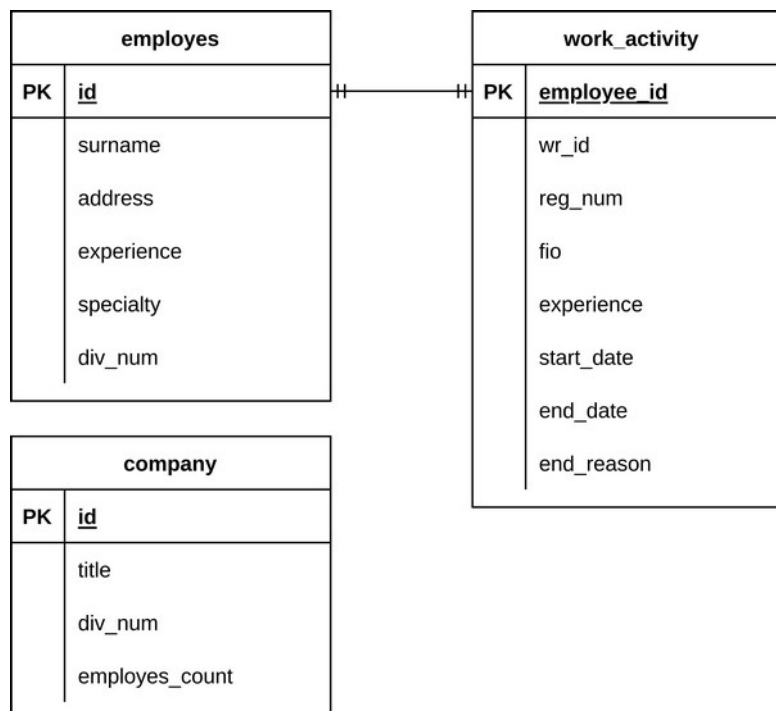 employes
PK id
surname
address
experience
specialty
div_num
work_activity
PK employee_id
wr_id
reg_num
fio
experience
start_date
end_date
end_reason
company
PK id
title
div_num
employes_count